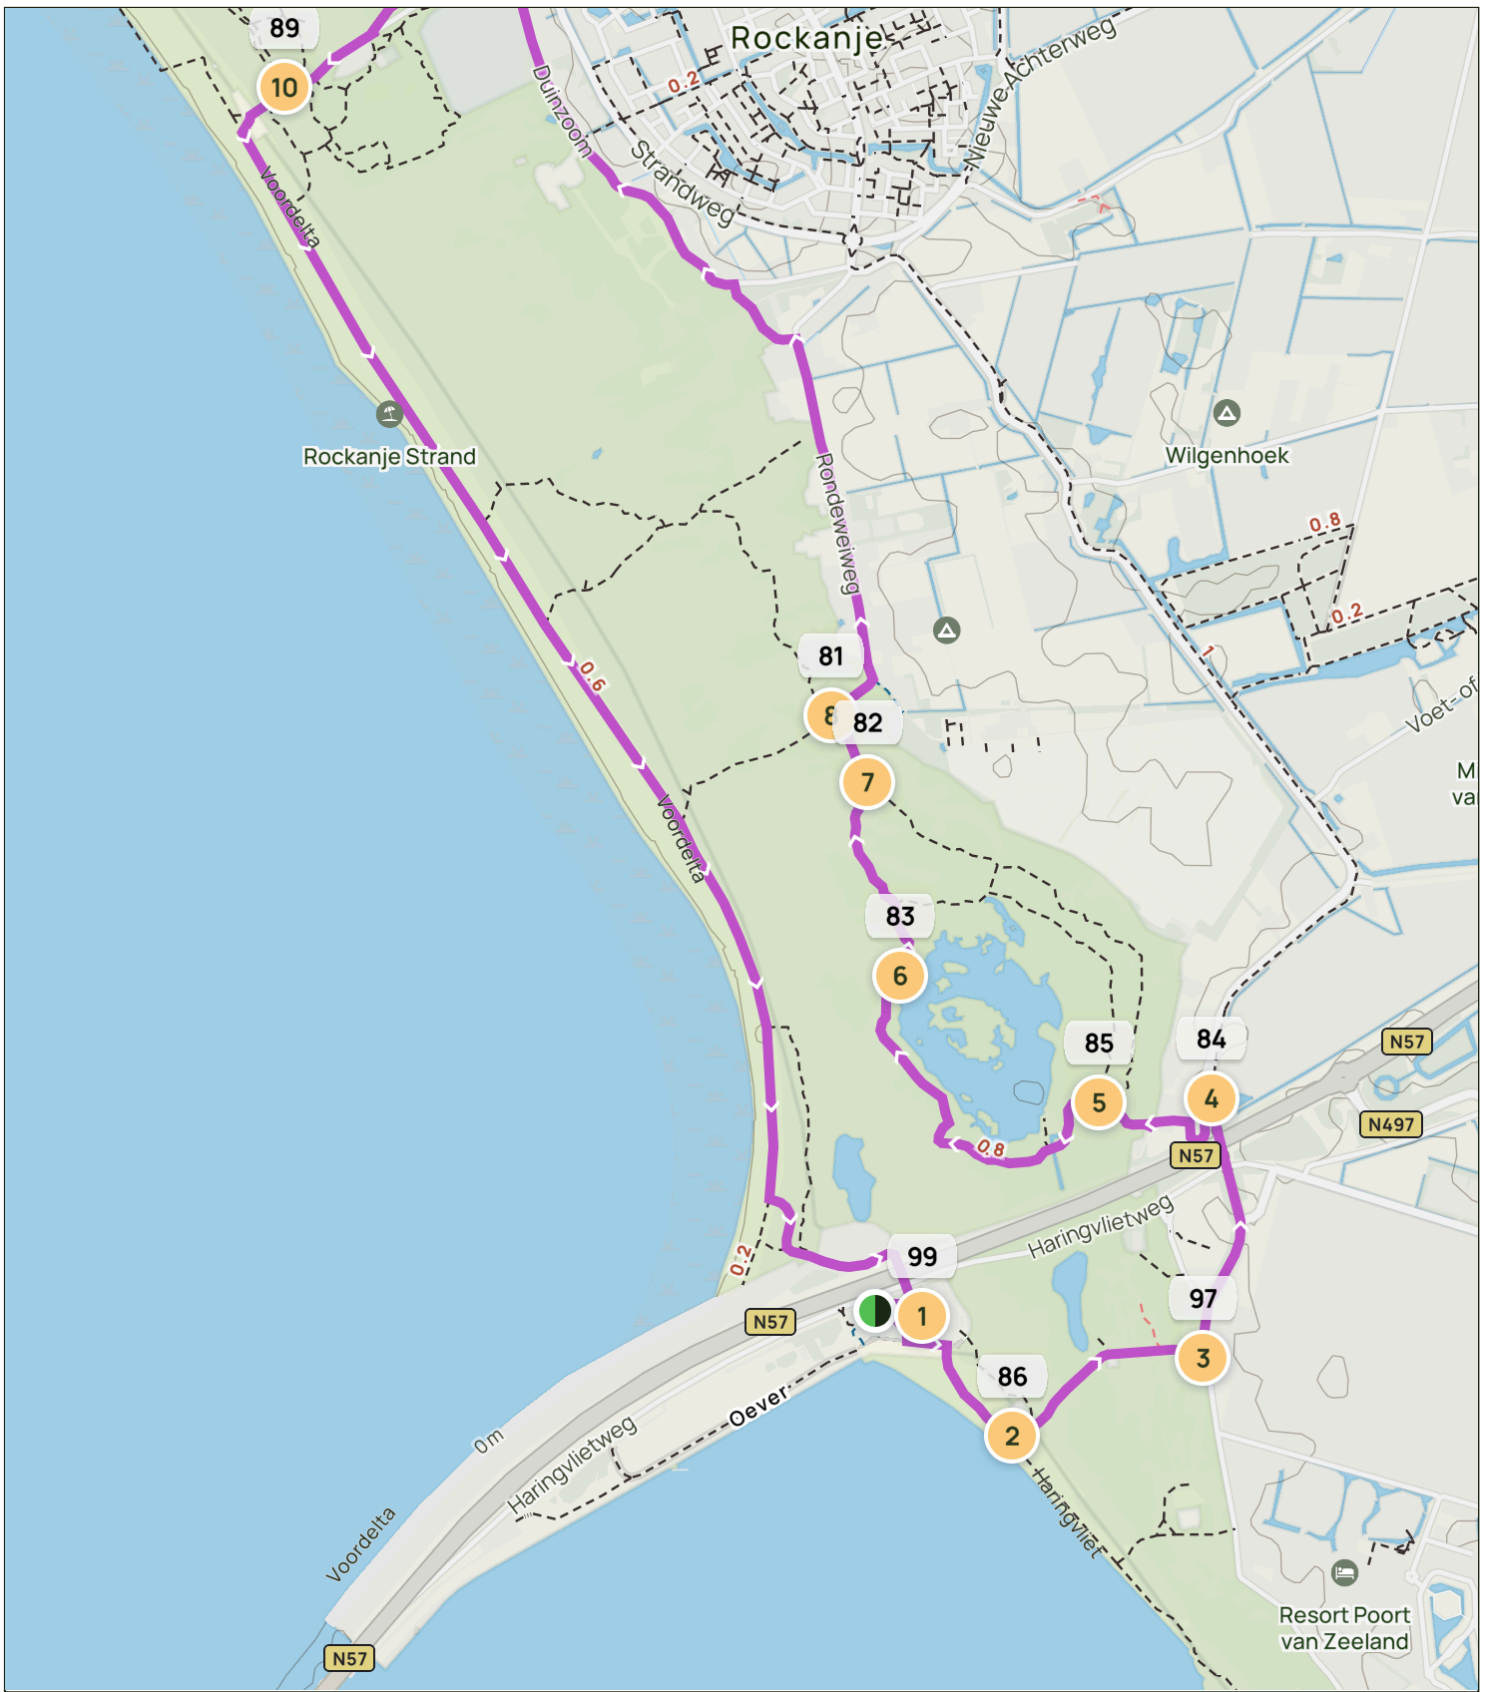 89
Rockanje
10
Duinzoom
0.2
Nieuwe Achterweg
Strandweg
Voordelta
Rockanje Strand
Wilgenhoek
Rondeweiweg
0.8
0.2
81
0.6
1
8
82
Voet- of
7
M
va
Voordelta
83
6
85
84
N57
5
4
N497
0.8
N57
Haringvlietweg
99
0.2
97
N57
1
3
86
Oever
2
0m
Haringvlietweg
Haringvliet
Voordelta
Resort Poort
van Zeeland
N57